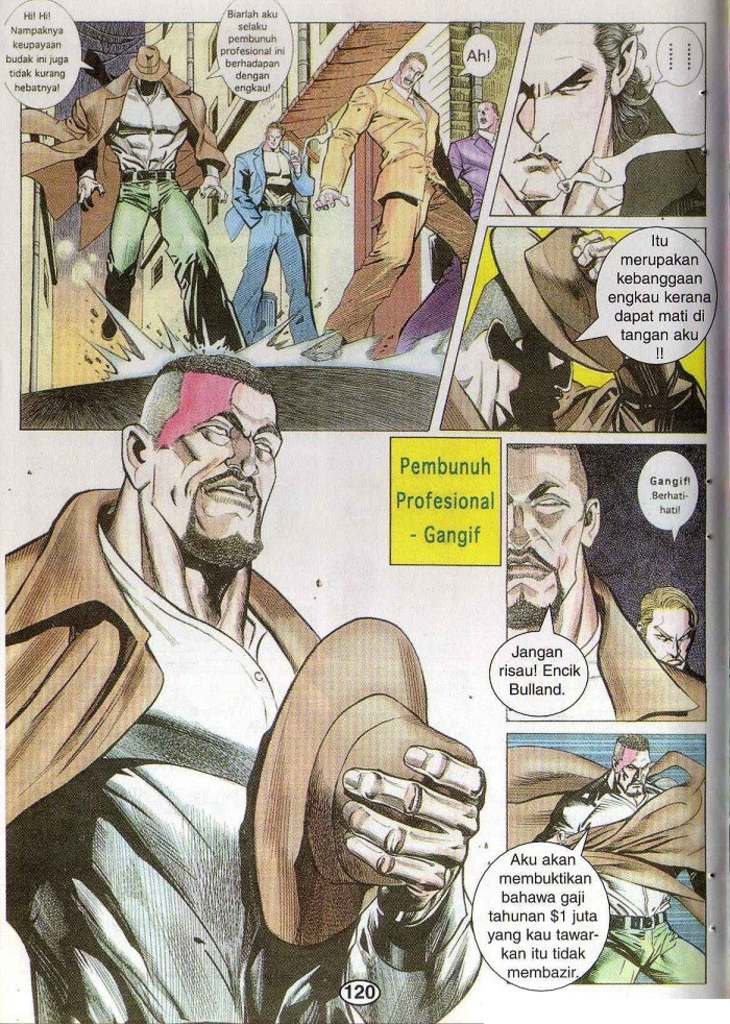 Hi! Hi!
Nampaknya
keupayaan
budak ini juga
tidak kurang
hebatnya!
Biarlah aku
selaku
pembunuh
profesional ini
berhadapan
dengan
engkau!
Ah!
......
Itu
merupakan
kebanggaan
engkau kerana
dapat mati di
tangan aku
!!
Pembunuh
Profesional
- Gangif
Gangif!
Berhati-
hati!
Jangan
risau! Encik
Bulland.
Aku akan
membuktikan
bahawa gaji
tahunan $1 juta
yang kau tawar-
kan itu tidak
membazir.
120